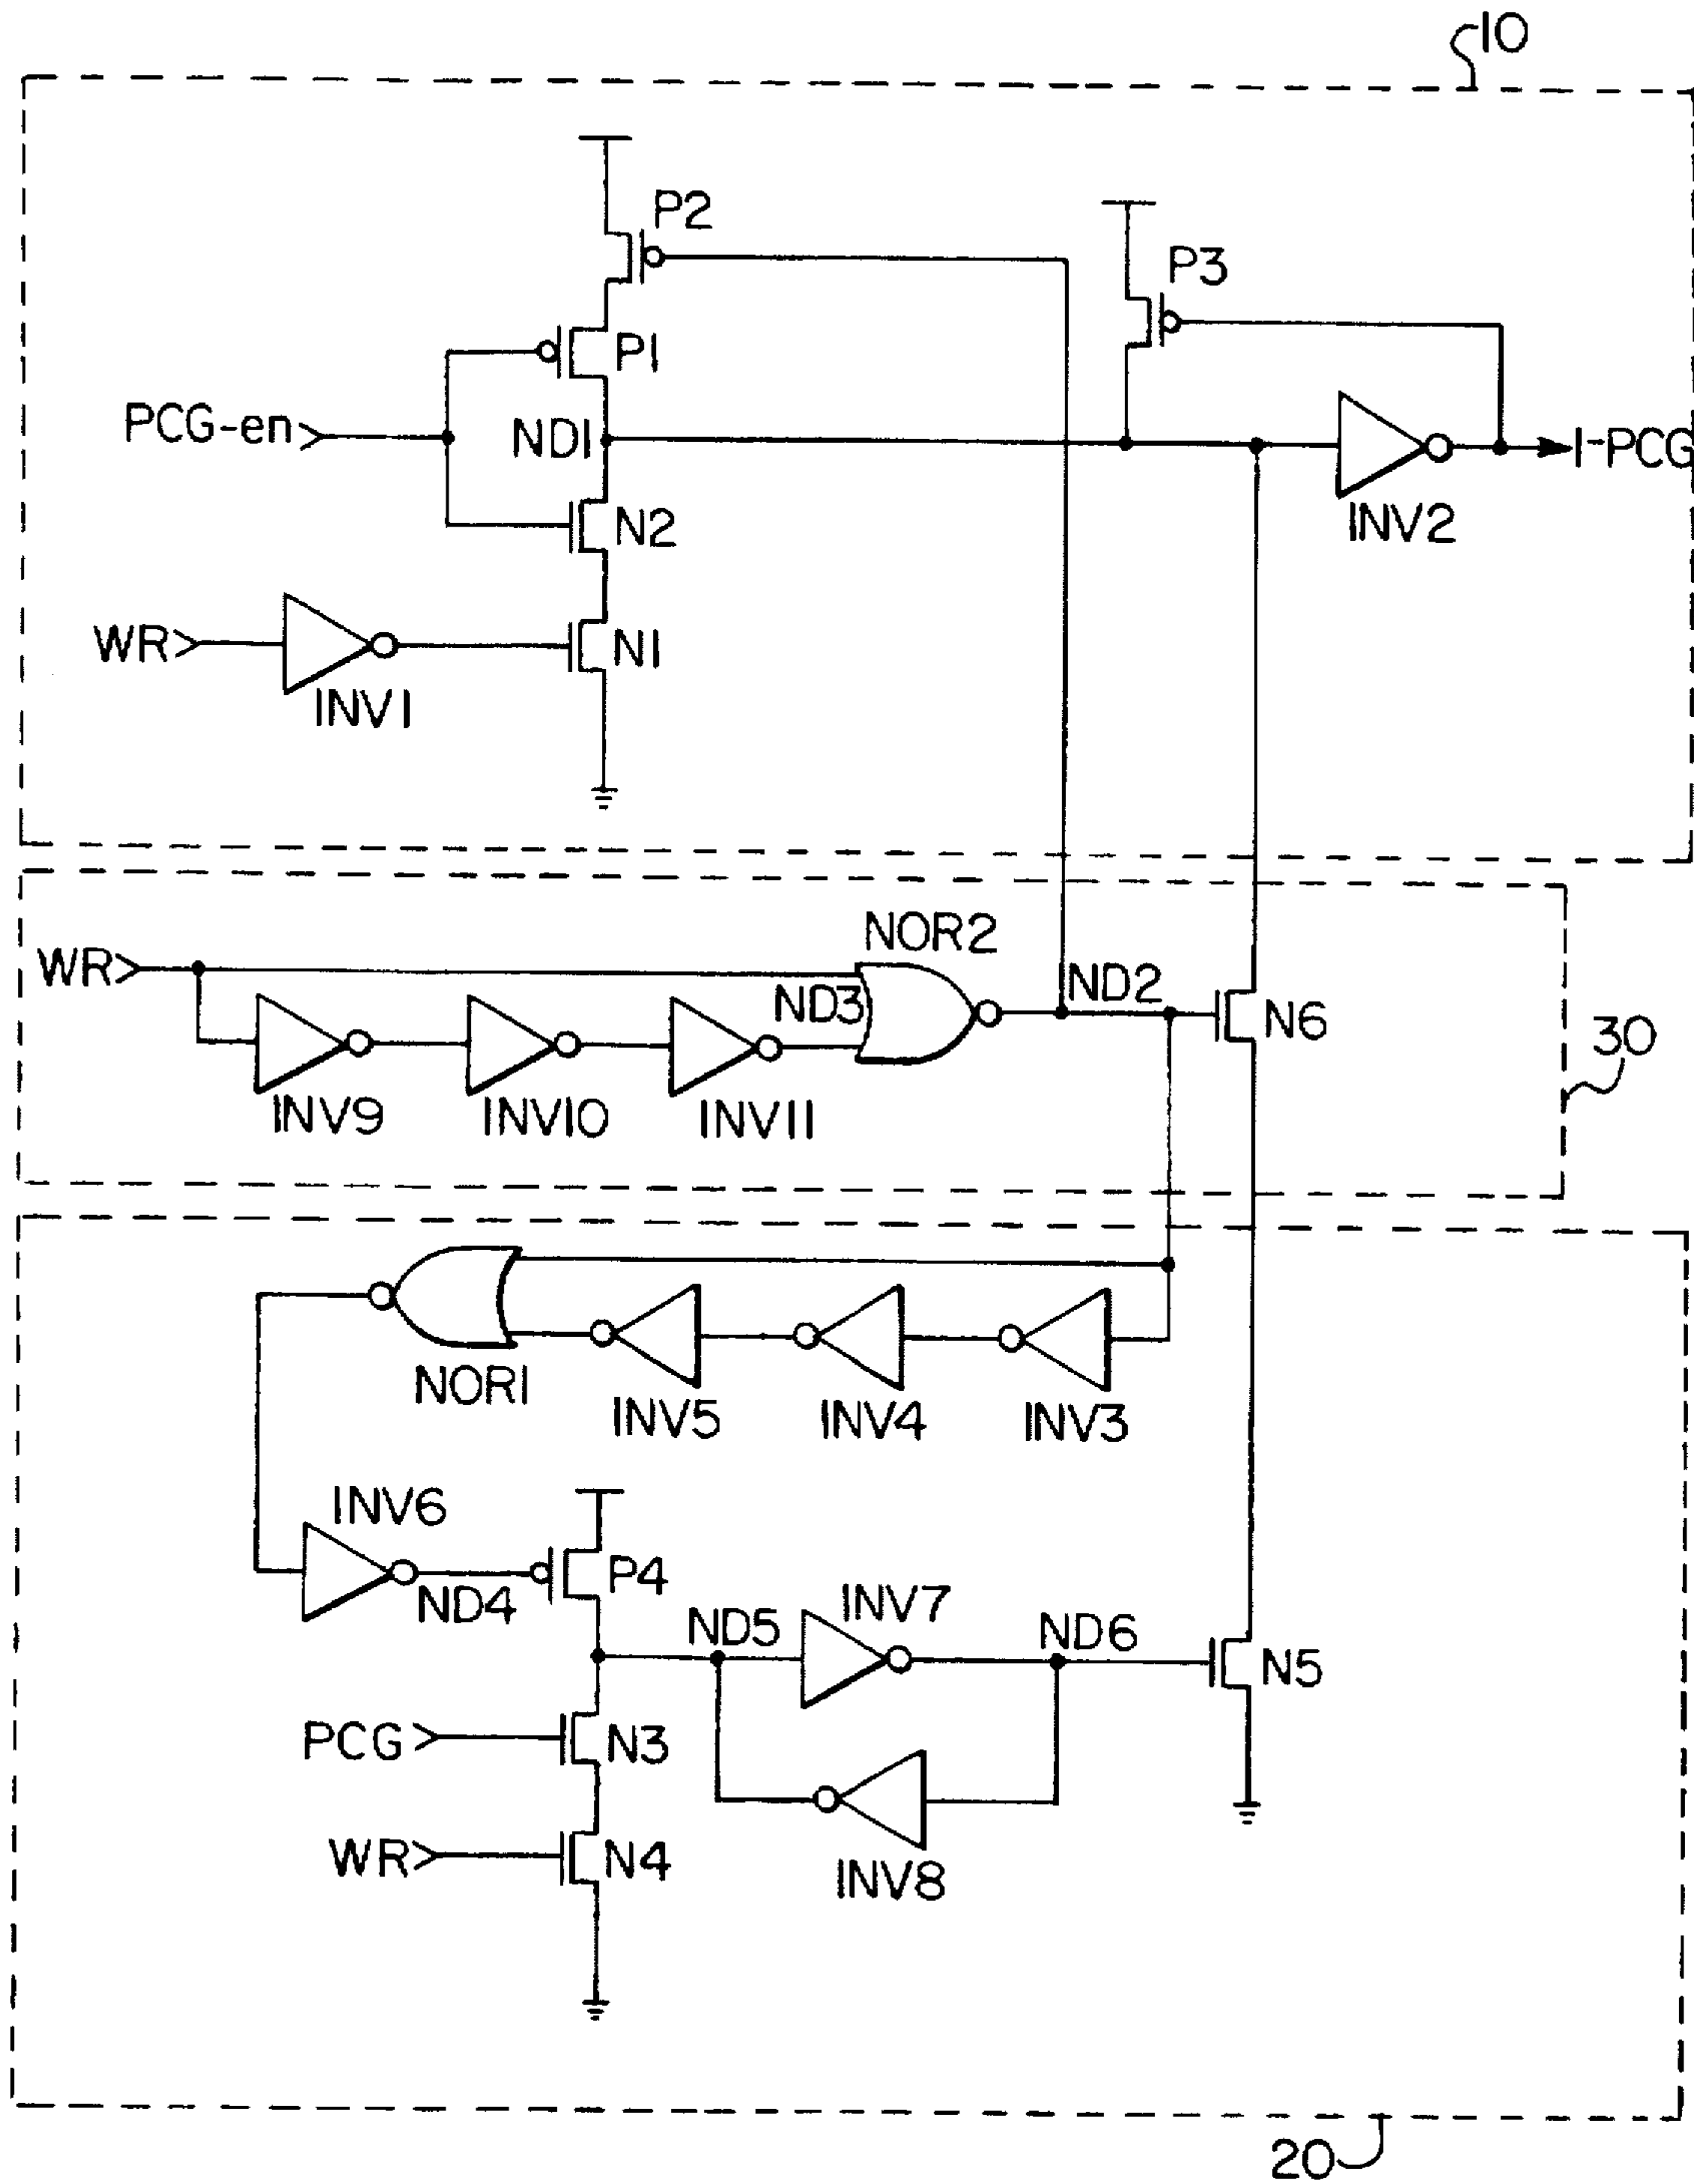 10
P2
P3
P1
PCG-en
ND1
I-PCG
N2
INV2
WR
N1
INV1
NOR2
WR
ND3
ND2
N6
30
INV9
INV10
INV11
NOR1
INV5
INV4
INV3
INV6
P4
ND4
INV7
ND5
ND6
N5
PCG
N3
WR
N4
INV8
20